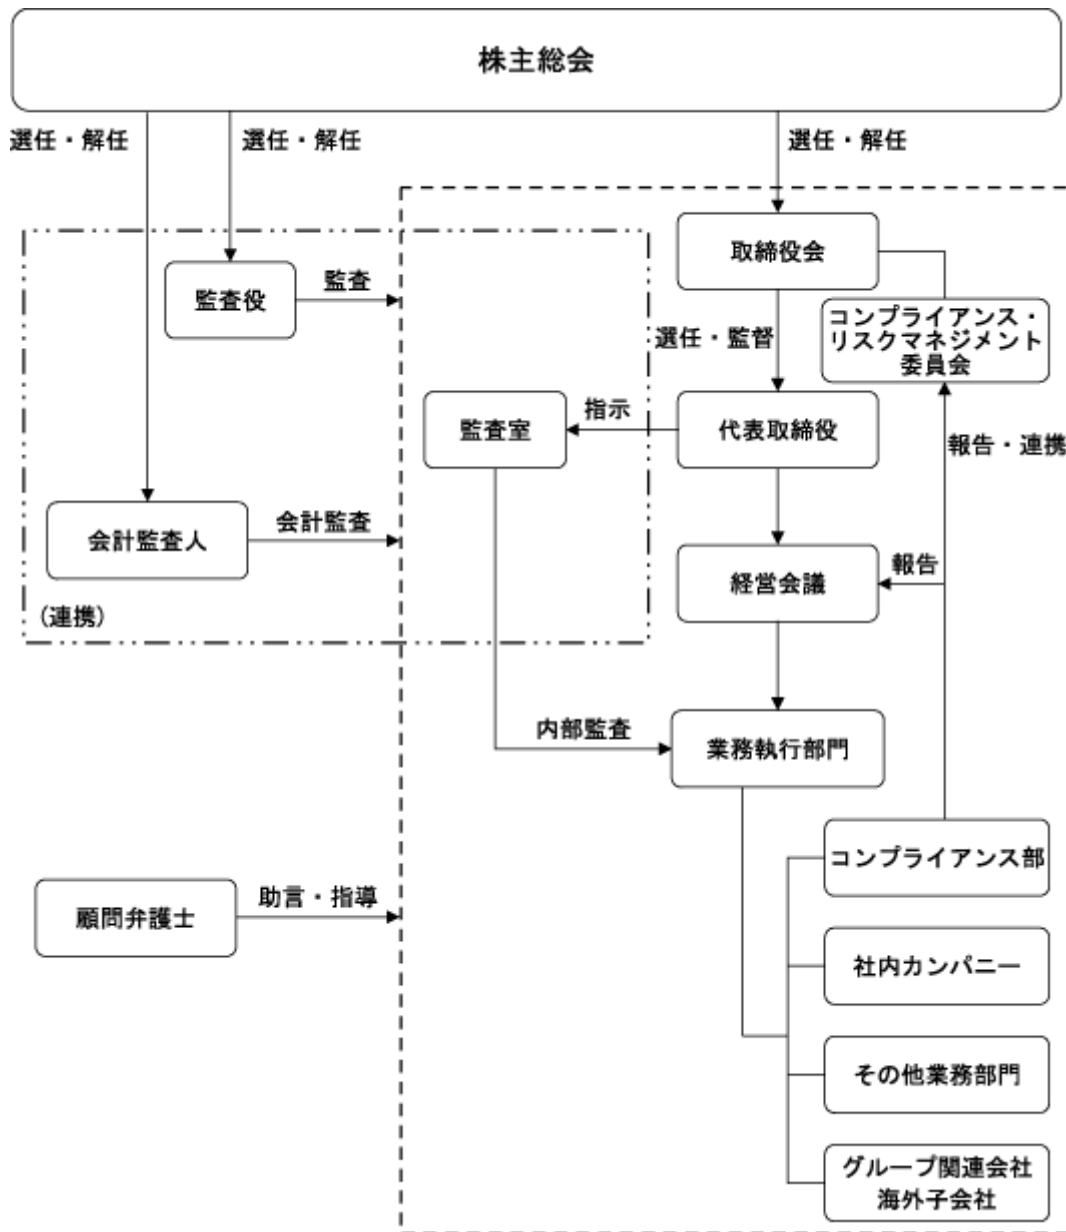 株主総会
選任・解任
選任・解任
選任・解任
取締役会
監査役
監査
コンプライアンス・
リスクマネジメント
委員会
選任・監督
監査室
指示
代表取締役
報告・連携
会計監査人
会計監査
経営会議
報告
(連携)
内部監査
業務執行部門
コンプライアンス部
顧問弁護士
助言・指導
社内カンパニー
その他業務部門
グループ関連会社
海外子会社